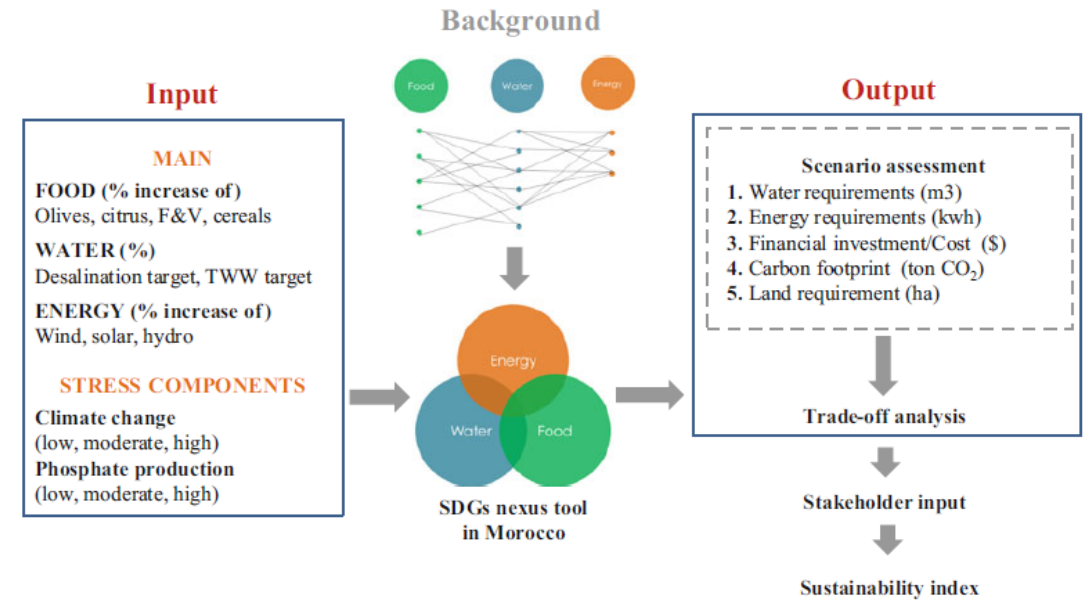 Background
Input
MAIN
FOOD (% increase of)
Olives, citrus, F&V, cereals
WATER (%)
Desalination target, TWW target
ENERGY (% increase of)
Wind, solar, hydro
STRESS COMPONENTS
Climate change
(low, moderate, high)
Phosphate production
(low, moderate, high)
Food
Water
Energy
Energy
Water
Food
SDGs nexus tool
in Morocco
Output
Scenario assessment
1. Water requirements (m3)
2. Energy requirements (kwh)
3. Financial investment/Cost ($)
4. Carbon footprint (ton CO₂)
5. Land requirement (ha)
Trade-off analysis
Stakeholder input
Sustainability index